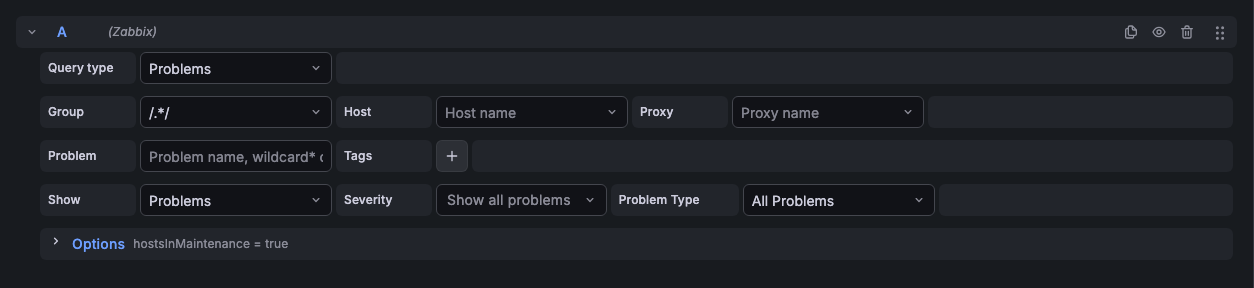 A (Zabbix)
Query type Problems
Group /.*/ Host Host name Proxy Proxy name
Problem Problem name, wildcard* Tags +
Show Problems Severity Show all problems Problem Type All Problems
Options hostsInMaintenance = true